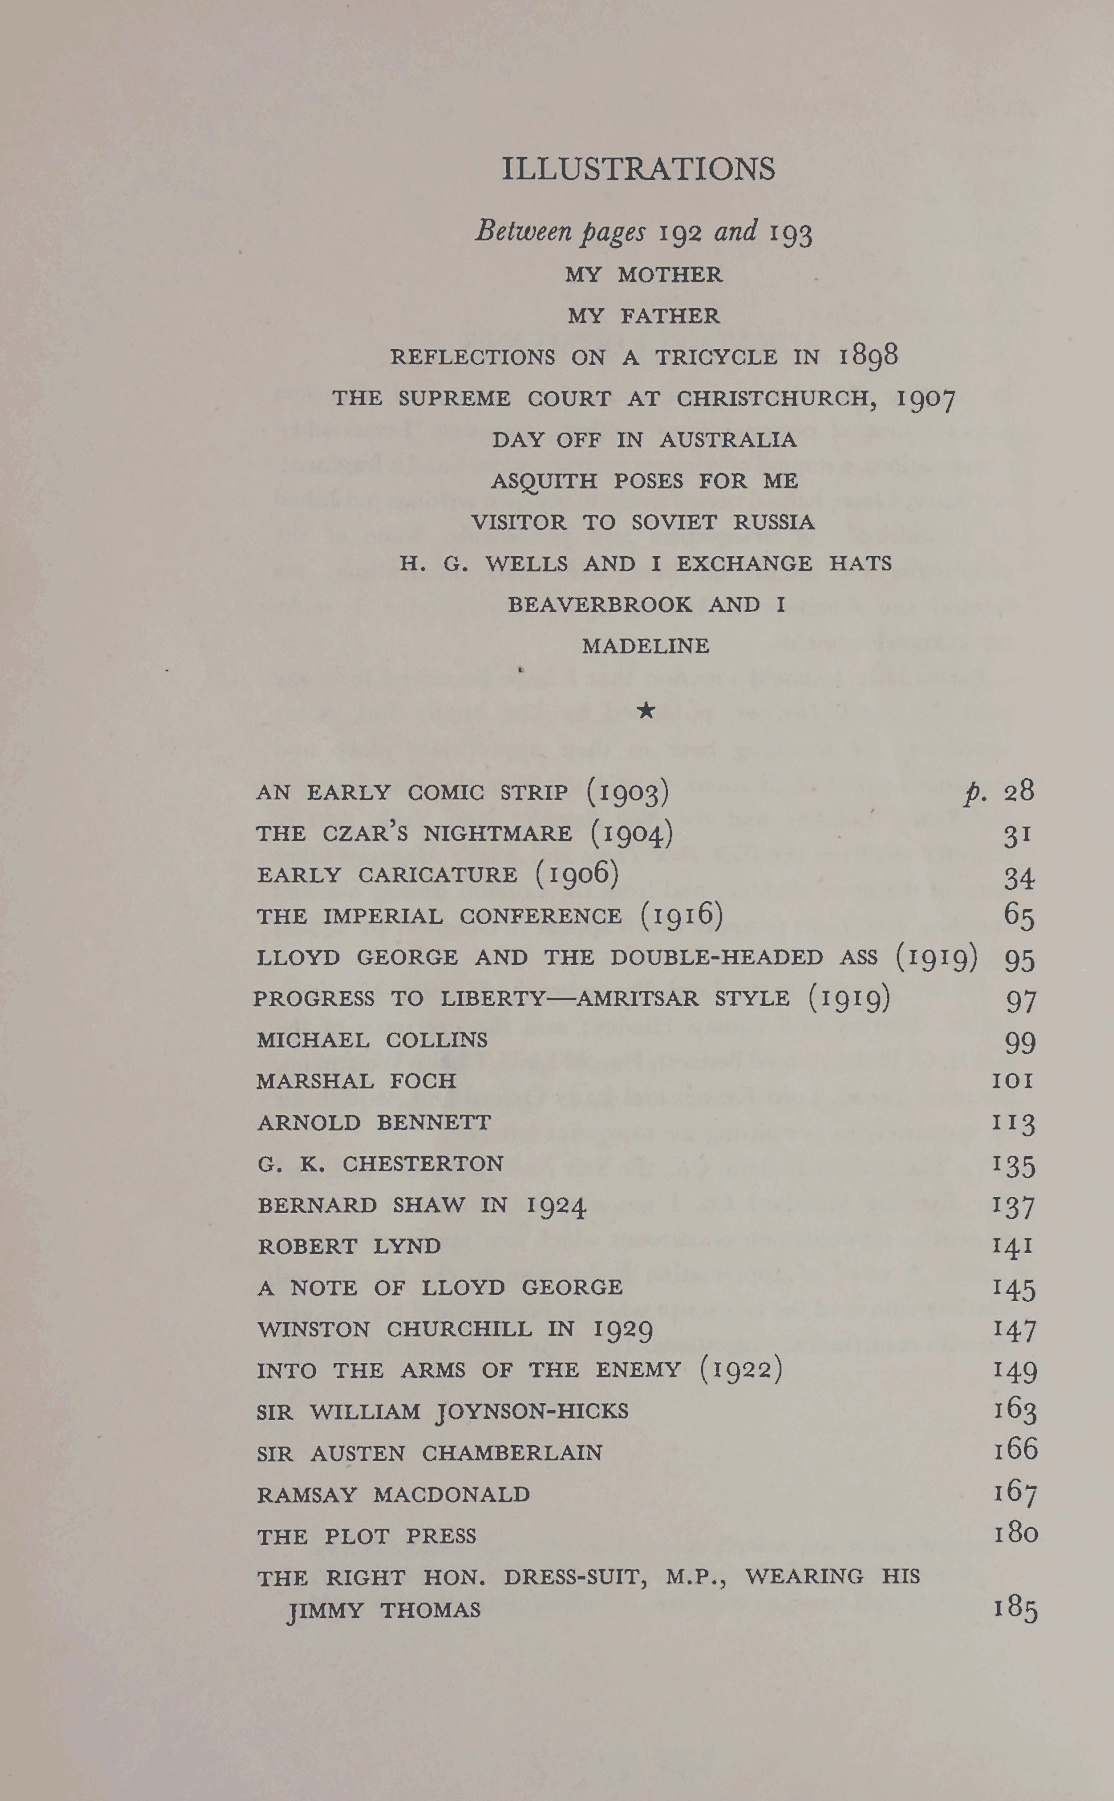 ILLUSTRATIONS
Between pages 192 and 193
MY MOTHER
MY FATHER
REFLECTIONS ON A TRICYCLE IN 1898
THE SUPREME COURT AT CHRISTCHURCH, 1907
DAY OFF IN AUSTRALIA
ASQUITH POSES FOR ME
VISITOR TO SOVIET RUSSIA
H. G. WELLS AND I EXCHANGE HATS
BEAVERBROOK AND I
MADELINE
★
AN EARLY COMIC STRIP (1903) p. 28
THE CZAR'S NIGHTMARE (1904) 31
EARLY CARICATURE (1906) 34
THE IMPERIAL CONFERENCE (1916) 65
LLOYD GEORGE AND THE DOUBLE-HEADED ASS (1919) 95
PROGRESS TO LIBERTY—AMRITSAR STYLE (1919) 97
MICHAEL COLLINS 99
MARSHAL FOCH 101
ARNOLD BENNETT 113
G. K. CHESTERTON 135
BERNARD SHAW IN 1924 137
ROBERT LYND 141
A NOTE OF LLOYD GEORGE 145
WINSTON CHURCHILL IN 1929 147
INTO THE ARMS OF THE ENEMY (1922) 149
SIR WILLIAM JOYNSON-HICKS 163
SIR AUSTEN CHAMBERLAIN 166
RAMSAY MACDONALD 167
THE PLOT PRESS 180
THE RIGHT HON. DRESS-SUIT, M.P., WEARING HIS
JIMMY THOMAS 185